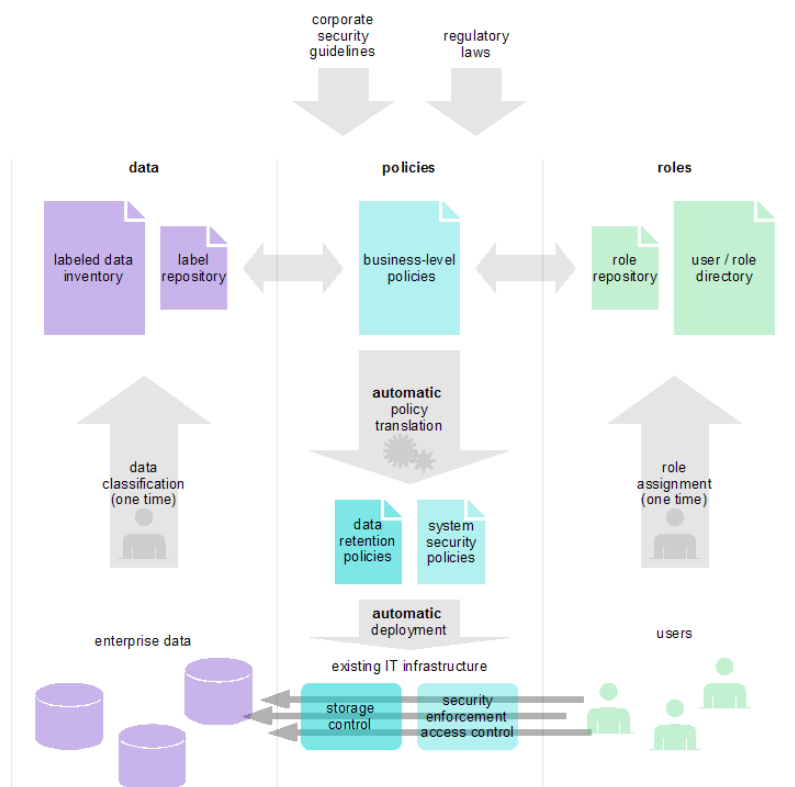 corporate
security
guidelines
regulatory
laws
data
policies
roles
labeled data
inventory
label
repository
business-level
policies
role
repository
user / role
directory
automatic
policy
translation
data
classification
(one time)
role
assignment
(one time)
data
retention
policies
system
security
policies
automatic
deployment
enterprise data
existing IT infrastructure
users
storage
control
security
enforcement
access control